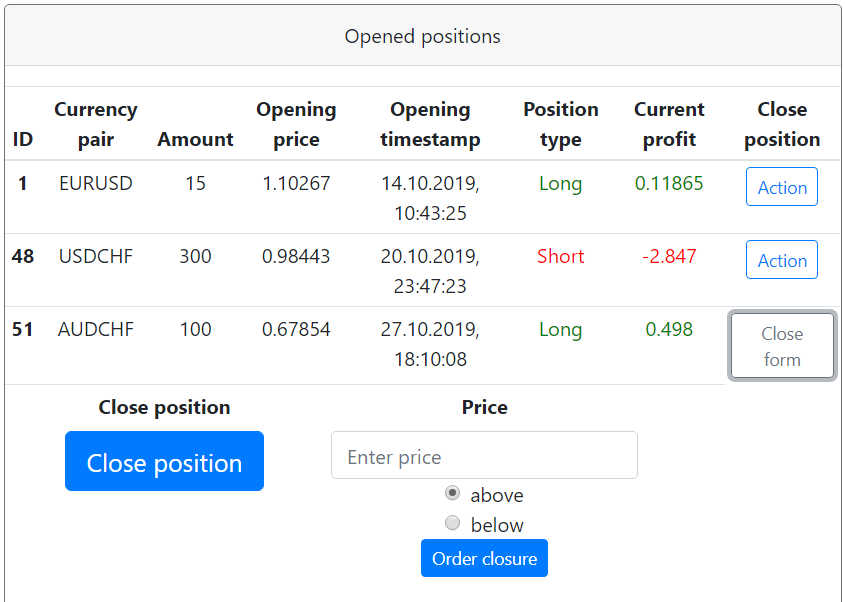 Opened positions
Currency Opening Opening Position Current Close
ID pair Amount price timestamp type profit position
1 EURUSD 15 1.10267 14.10.2019, Long 0.11865 Action
10:43:25
48 USDCHF 300 0.98443 20.10.2019, Short -2.847 Action
23:47:23
51 AUDCHF 100 0.67854 27.10.2019, Long 0.498 Close
18:10:08 form
Close position Price
Close position Enter price
above
below
Order closure